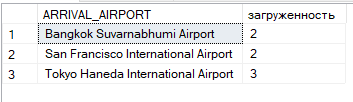 ARRIVAL_AIRPORT загруженность
1 Bangkok Suvarnabhumi Airport 2
2 San Francisco International Airport 2
3 Tokyo Haneda International Airport 3